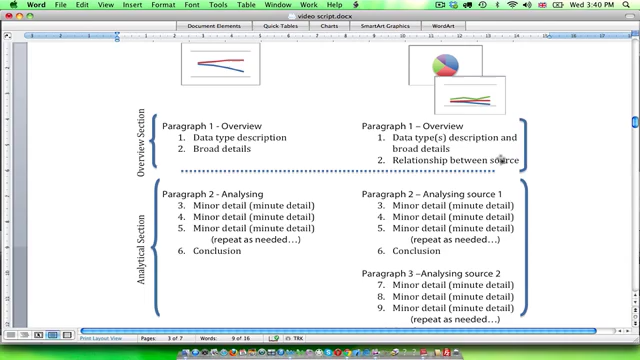 Word File Edit View Insert Format Font Tools Table Window Work Help
Wed 3:40 PM
video script.docx
Document Elements Quick Tables Charts SmartArt Graphics WordArt
Overview Section
Paragraph 1 - Overview
1. Data type description
2. Broad details
Paragraph 1 – Overview
1. Data type(s) description and
broad details
2. Relationship between source
Analytical Section
Paragraph 2 - Analysing
3. Minor detail (minute detail)
4. Minor detail (minute detail)
5. Minor detail (minute detail)
(repeat as needed...)
6. Conclusion
Paragraph 2 – Analysing source 1
3. Minor detail (minute detail)
4. Minor detail (minute detail)
5. Minor detail (minute detail)
(repeat as needed...)
6. Conclusion
Paragraph 3 –Analysing source 2
7. Minor detail (minute detail)
8. Minor detail (minute detail)
9. Minor detail (minute detail)
(repeat as needed...)
Print Layout View Pages: 3 of 7 Words: 9 of 16 TRK